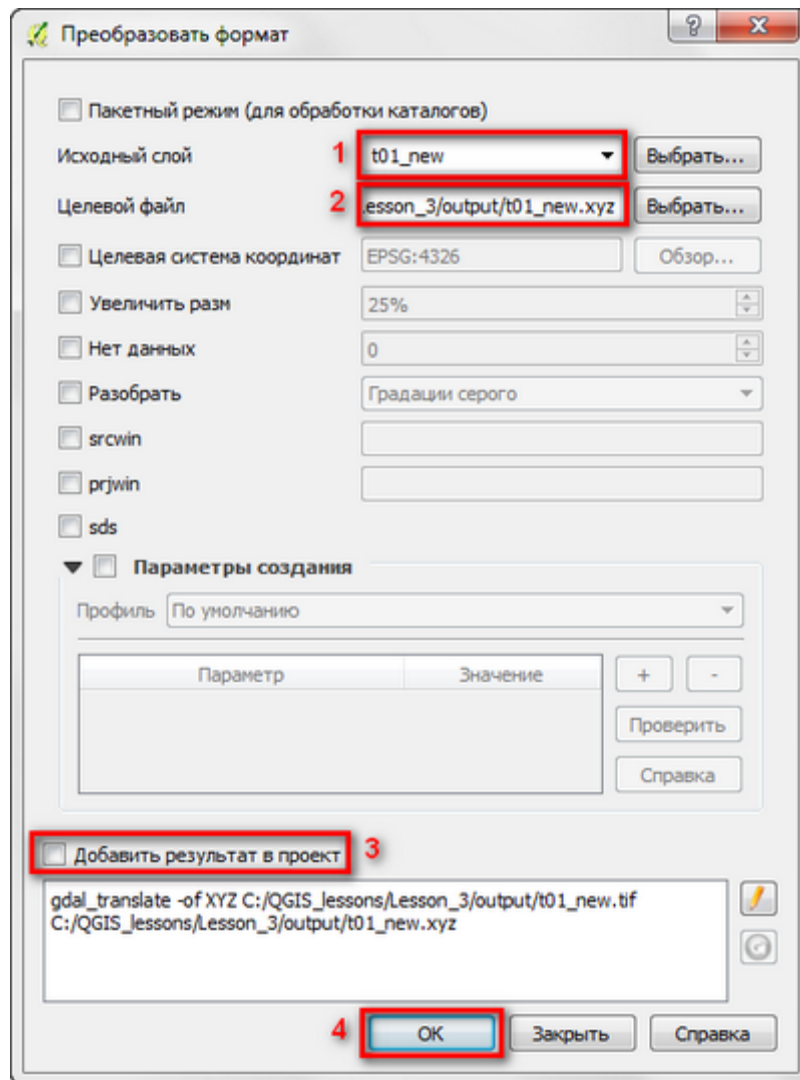 Преобразовать формат
Пакетный режим (для обработки каталогов)
Исходный слой 1 t01_new Выбрать...
Целевой файл 2 .esson_3/output/t01_new.xyz Выбрать...
Целевая система координат EPSG:4326 Обзор...
Увеличить разм 25%
Нет данных 0
Разобрать Градации серого
srcwin
prjwin
sds
Параметры создания
Профиль По умолчанию
Параметр Значение + -
Проверить
Справка
Добавить результат в проект 3
gdal_translate -of XYZ C:/QGIS_lessons/Lesson_3/output/t01_new.tif
C:/QGIS_lessons/Lesson_3/output/t01_new.xyz
4 OK Закрыть Справка